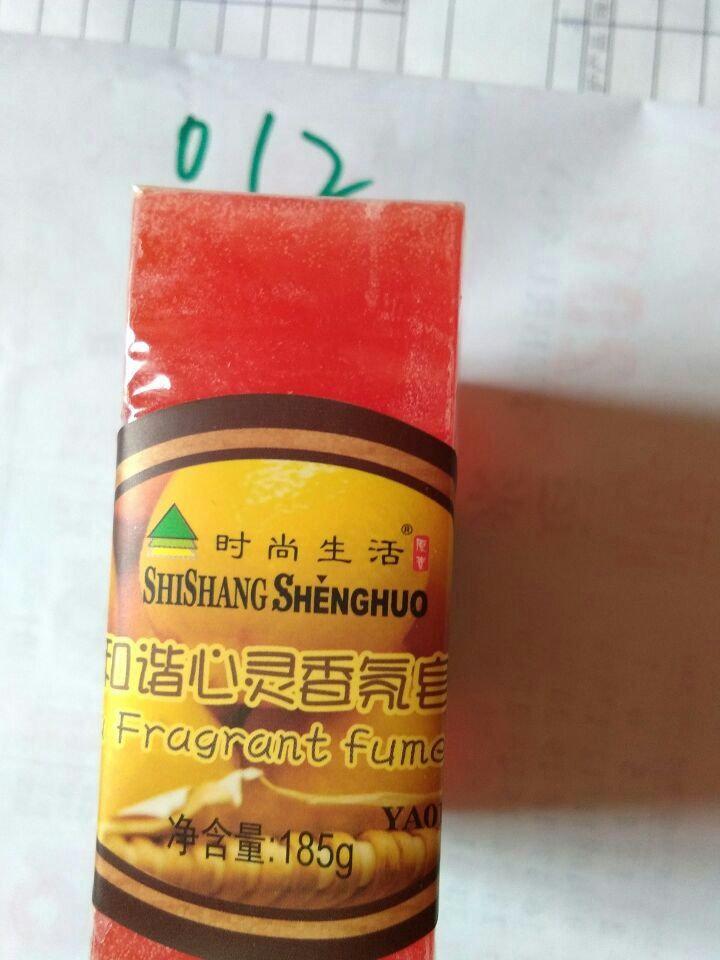 012
时尚生活®
SHISHANG SHENGHUO
和谐心灵香氛皂
Fragrant fume
YAO
净含量:185g